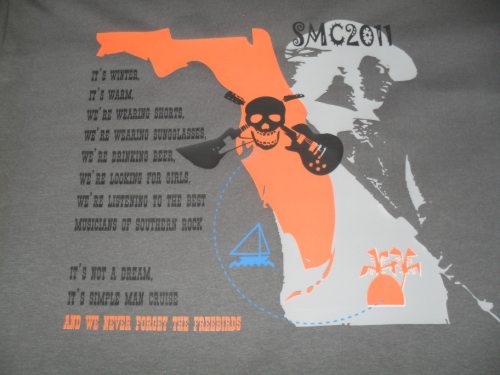 SMC2011
IT'S WINTER,
IT'S WARM,
WE'RE WEARING SHORTS,
WE'RE WEARING SUNGLASSES,
WE'RE DRINKING BEER,
WE'RE LOOKING FOR GIRLS,
WE'RE LISTENING TO THE BEST
MUSICIANS OF SOUTHERN ROCK
IT'S NOT A DREAM,
IT'S SIMPLE MAN CRUISE
AND WE NEVER FORGET THE FREEBIRDS